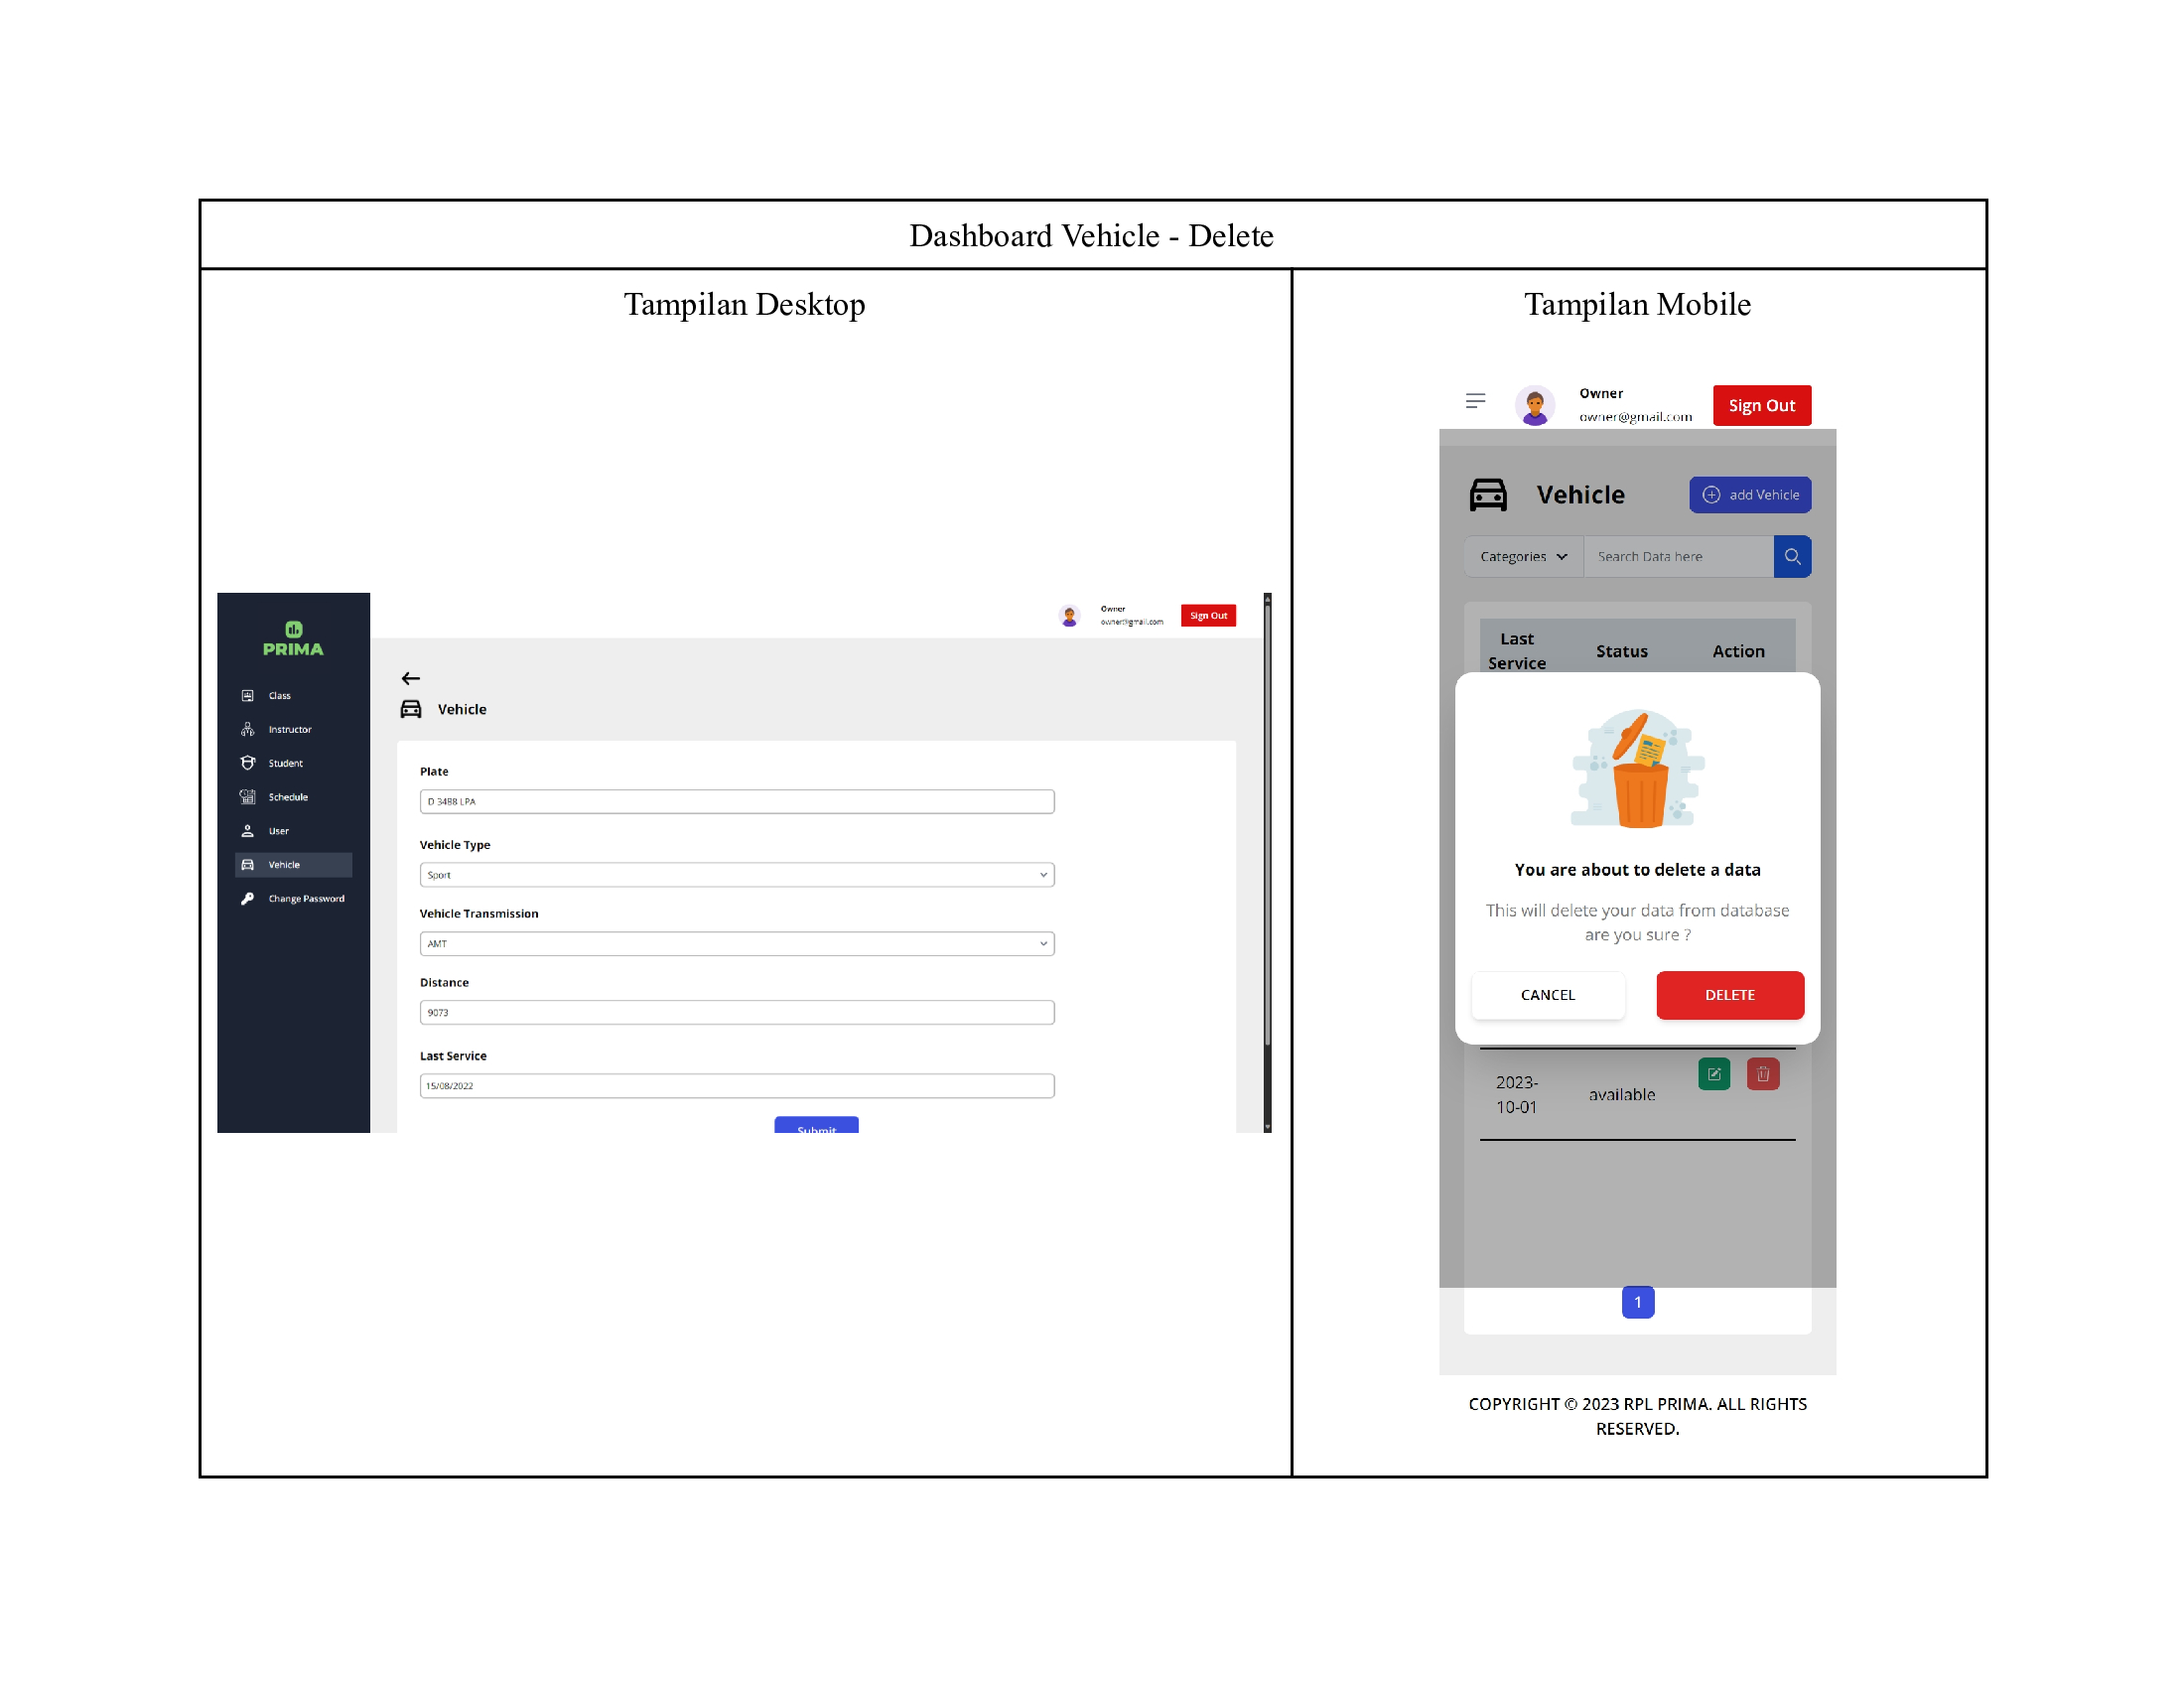 Dashboard Vehicle - Delete
Tampilan Desktop
PRIMA
Class
Instructor
Student
Schedule
User
Vehicle
Change Password
Owner
owner@gmail.com
Sign Out
Vehicle
Plate
D 3488 LPA
Vehicle Type
Sport
Vehicle Transmission
AMT
Distance
9073
Last Service
15/08/2022
Submit
Tampilan Mobile
Owner
owner@gmail.com
Sign Out
Vehicle
add Vehicle
Categories
Search Data here
Last
Service
Status
Action
You are about to delete a data
This will delete your data from database
are you sure ?
CANCEL
DELETE
2023-
10-01
available
1
COPYRIGHT © 2023 RPL PRIMA. ALL RIGHTS
RESERVED.